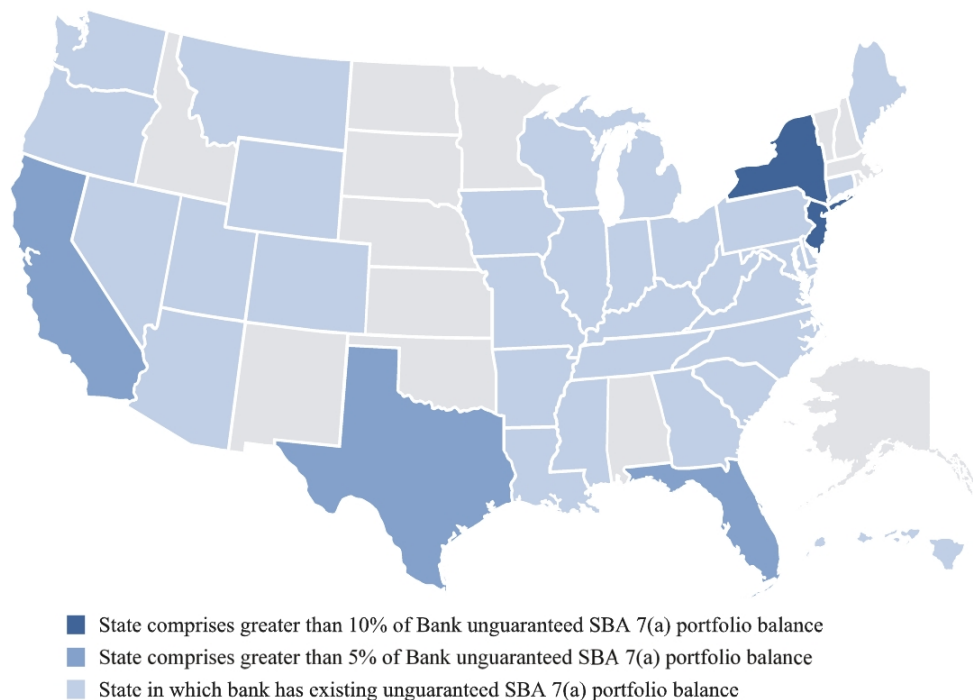 State comprises greater than 10% of Bank unguaranteed SBA 7(a) portfolio balance
State comprises greater than 5% of Bank unguaranteed SBA 7(a) portfolio balance
State in which bank has existing unguaranteed SBA 7(a) portfolio balance